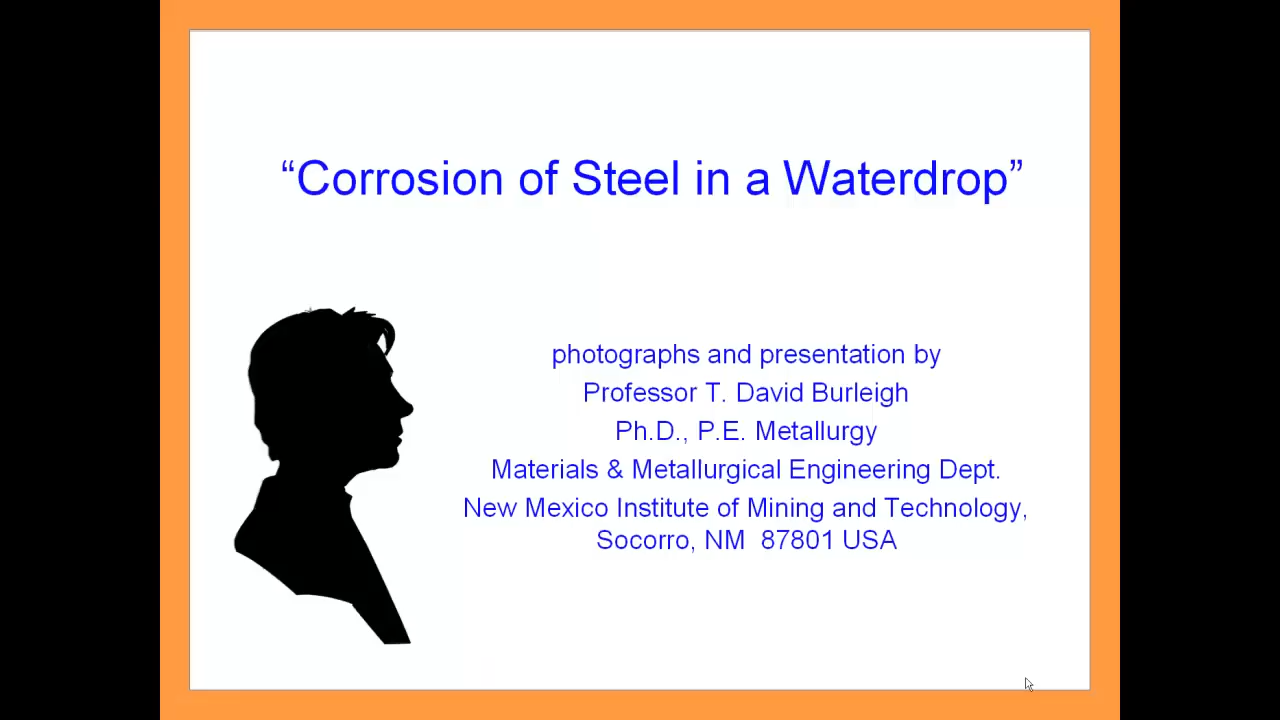 “Corrosion of Steel in a Waterdrop”
photographs and presentation by
Professor T. David Burleigh
Ph.D., P.E. Metallurgy
Materials & Metallurgical Engineering Dept.
New Mexico Institute of Mining and Technology,
Socorro, NM  87801 USA